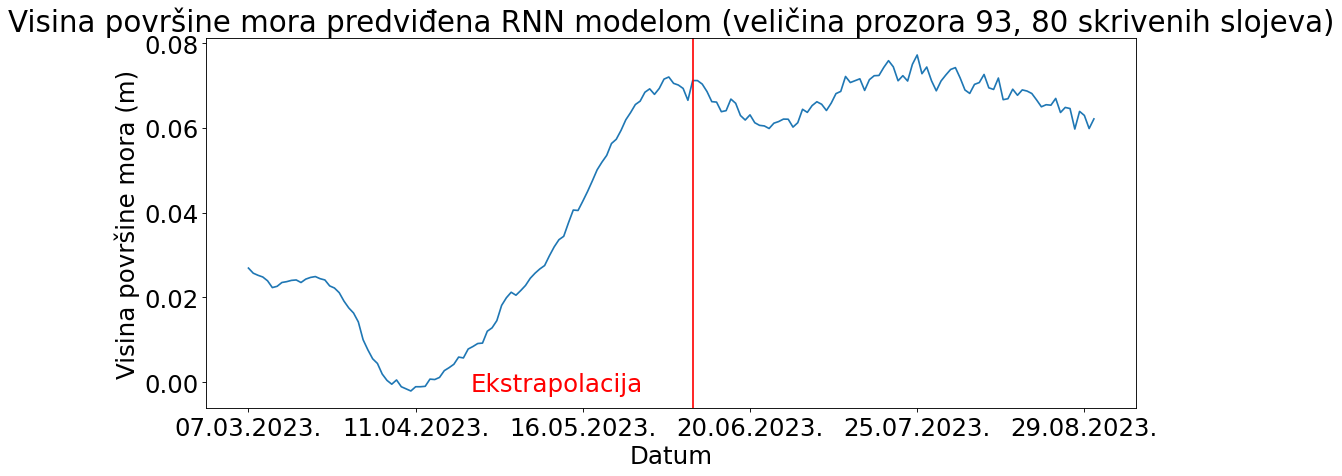 Visina površine mora predviđena RNN modelom (veličina prozora 93, 80 skrivenih slojeva)
Visina površine mora (m)
0.08
0.06
0.04
0.02
0.00
Ekstrapolacija
07.03.2023. 11.04.2023. 16.05.2023. 20.06.2023. 25.07.2023. 29.08.2023.
Datum